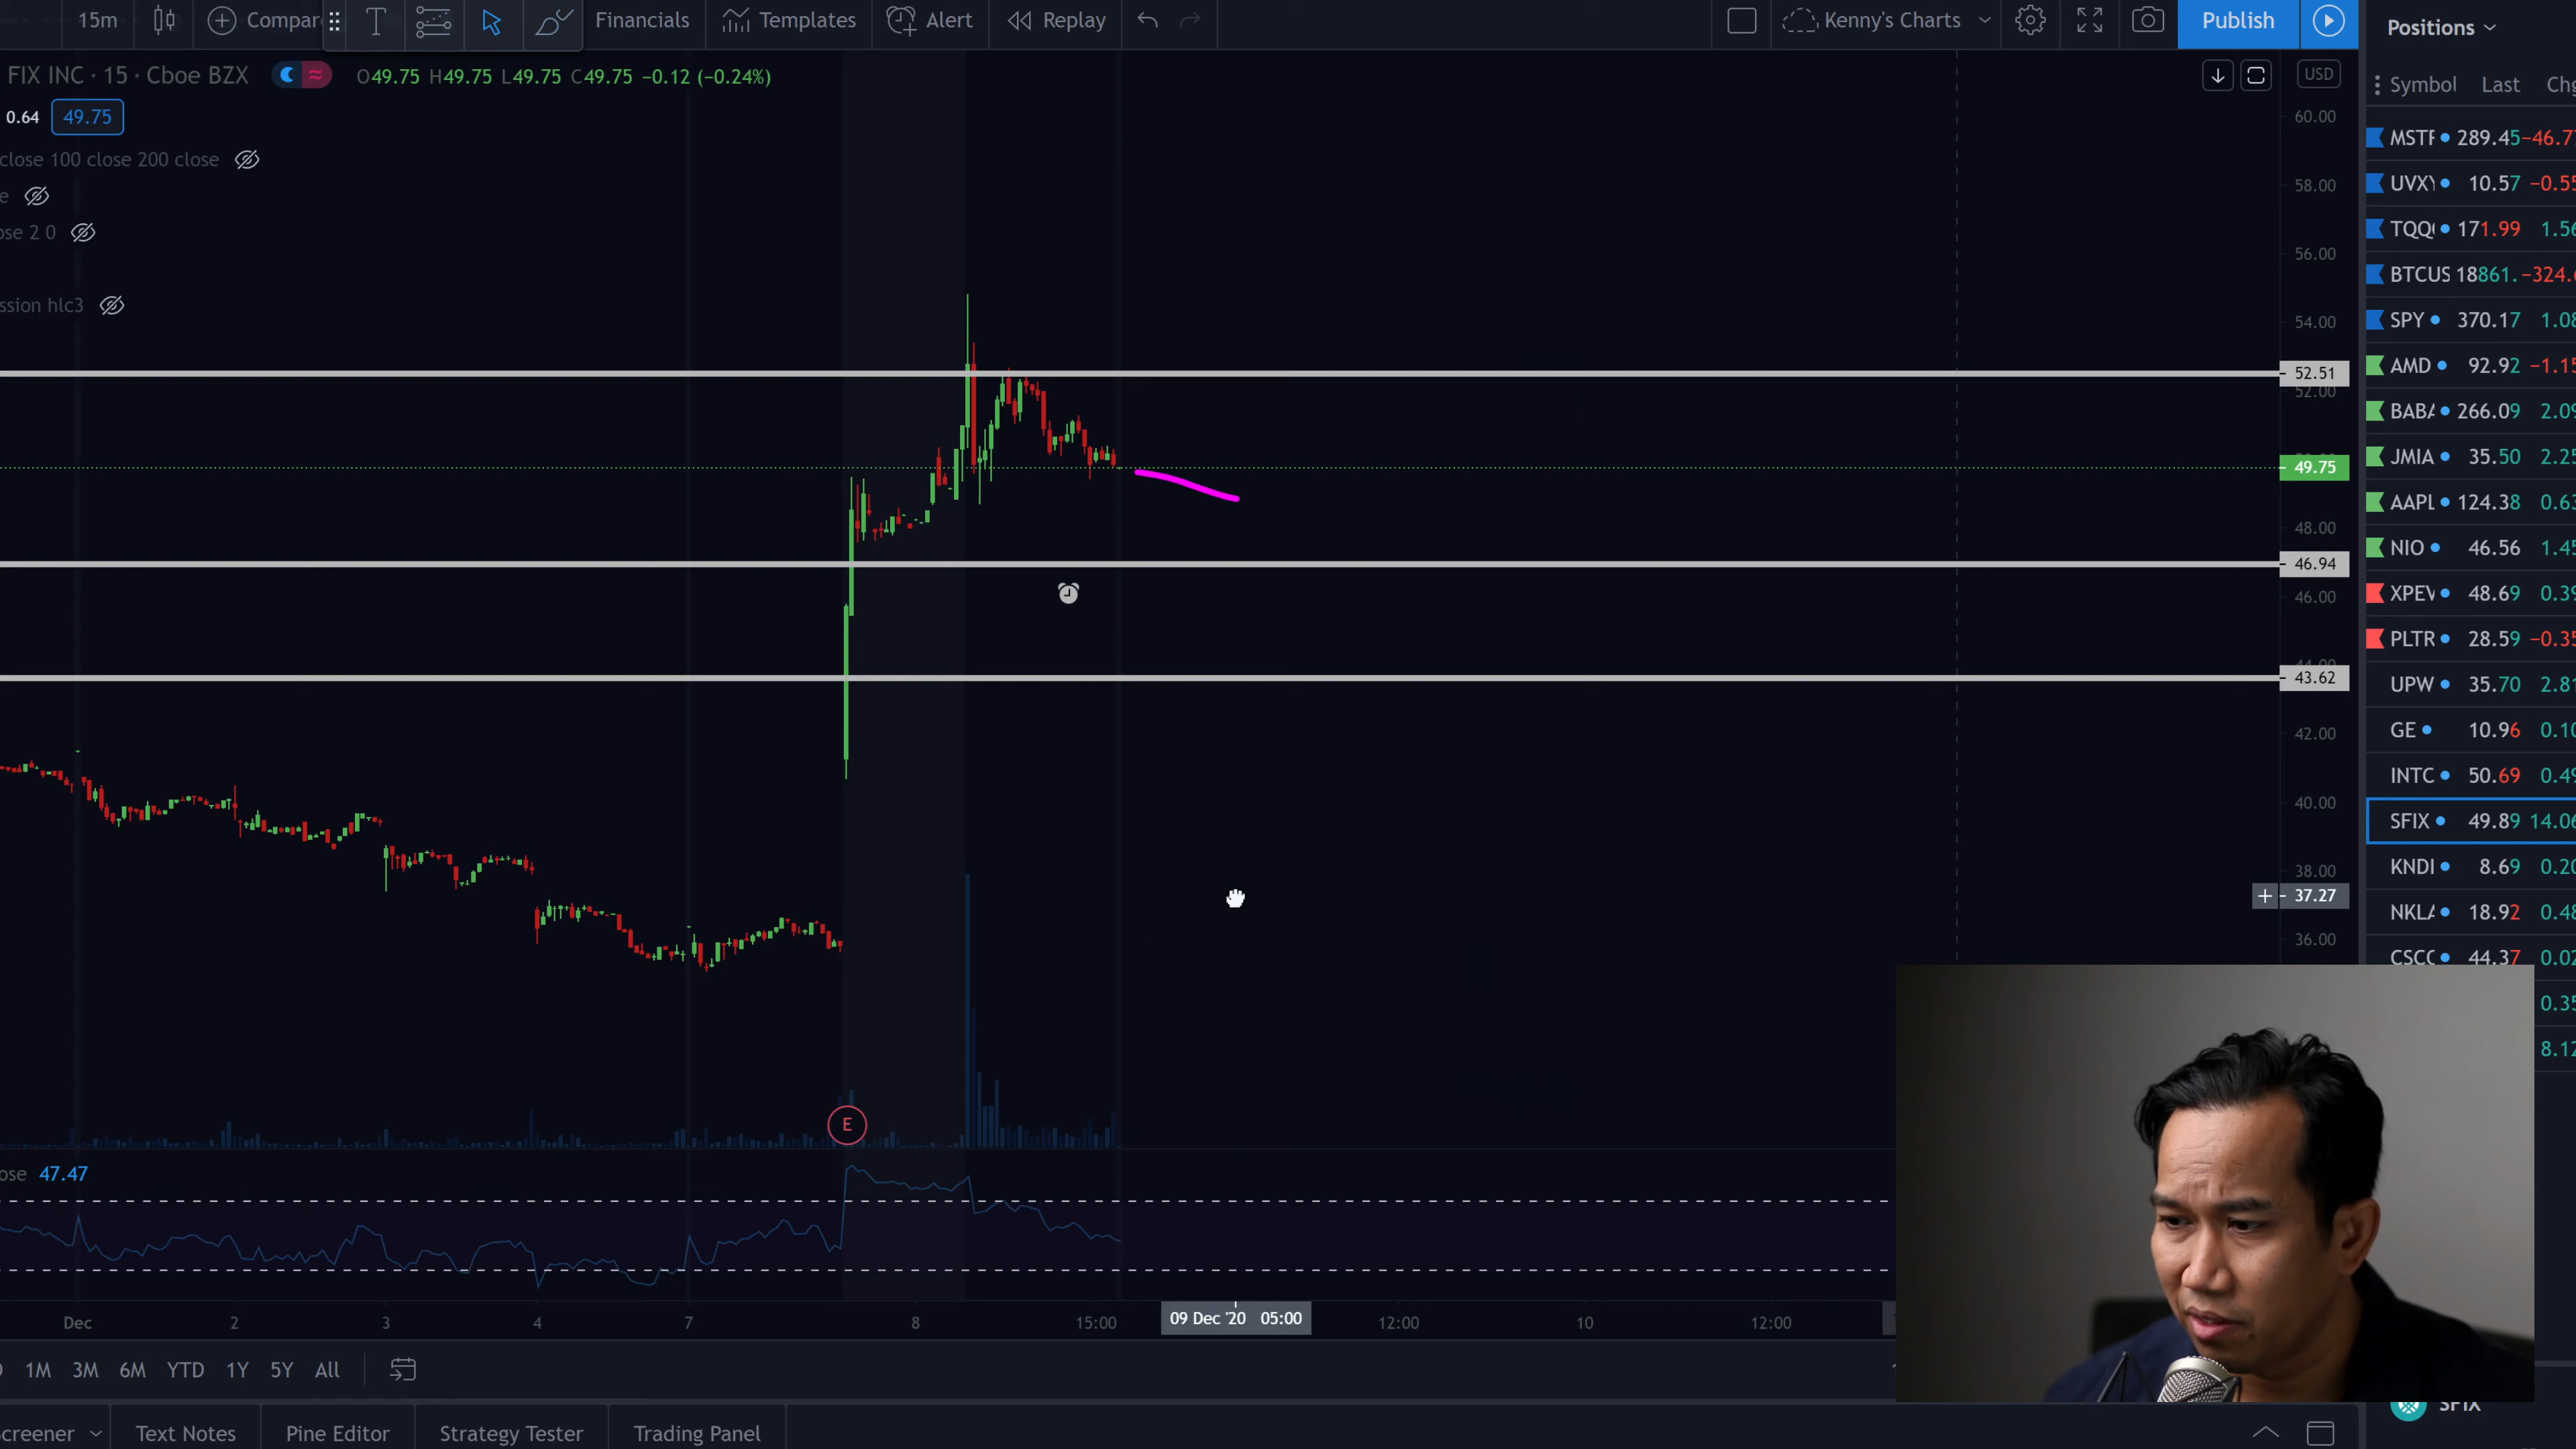 15m Compar T Financials Templates Alert Replay Kenny's Charts Publish
FIX INC · 15 · Cboe BZX O49.75 H49.75 L49.75 C49.75 −0.12 (−0.24%)
0.64 49.75
close 100 close 200 close
e
ose 2 0
ssion hlc3
USD
60.00
58.00
56.00
54.00
52.51
52.00
49.75
48.00
46.94
46.00
43.62
42.00
40.00
38.00
37.27
36.00
E
ose 47.47
Dec 2 3 4 7 8 15:00 09 Dec '20 05:00 12:00 10 12:00
1M 3M 6M YTD 1Y 5Y All
creener Text Notes Pine Editor Strategy Tester Trading Panel
Positions
Symbol Last Chg
289.45 −46.7
UVXY 10.57 −0.55
171.99 1.56
BTCUS 18861. −324.
SPY 370.17 1.08
AMD 92.92 −1.15
BABA 266.09 2.09
JMIA 35.50 2.25
AAPL 124.38 0.63
NIO 46.56 1.45
XPEV 48.69 0.39
PLTR 28.59 −0.35
UPW 35.70 2.81
GE 10.96 0.10
INTC 50.69 0.49
SFIX 49.89 14.06
KNDI 8.69 0.20
NKLA 18.92 0.48
44.37 0.02
0.35
8.12
SFIX